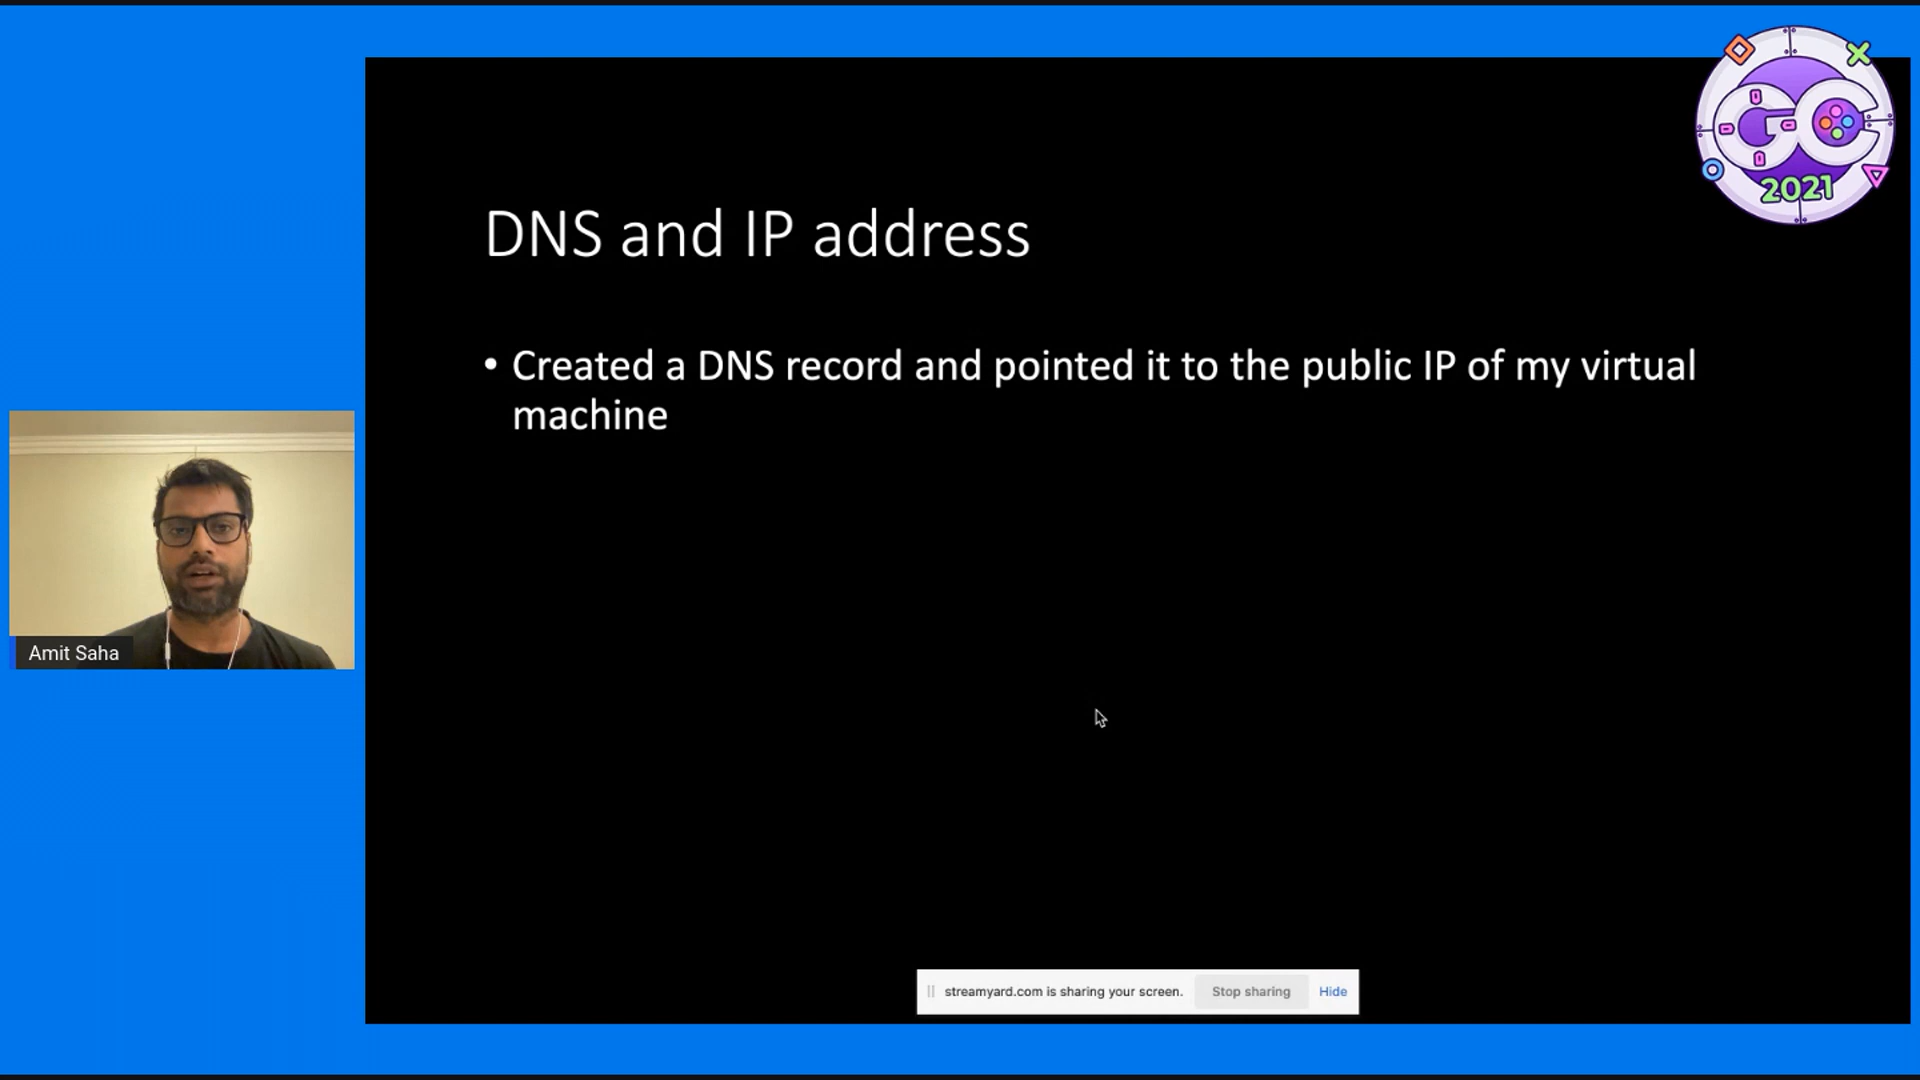 GC
2021
DNS and IP address
• Created a DNS record and pointed it to the public IP of my virtual
machine
Amit Saha
streamyard.com is sharing your screen. Stop sharing Hide